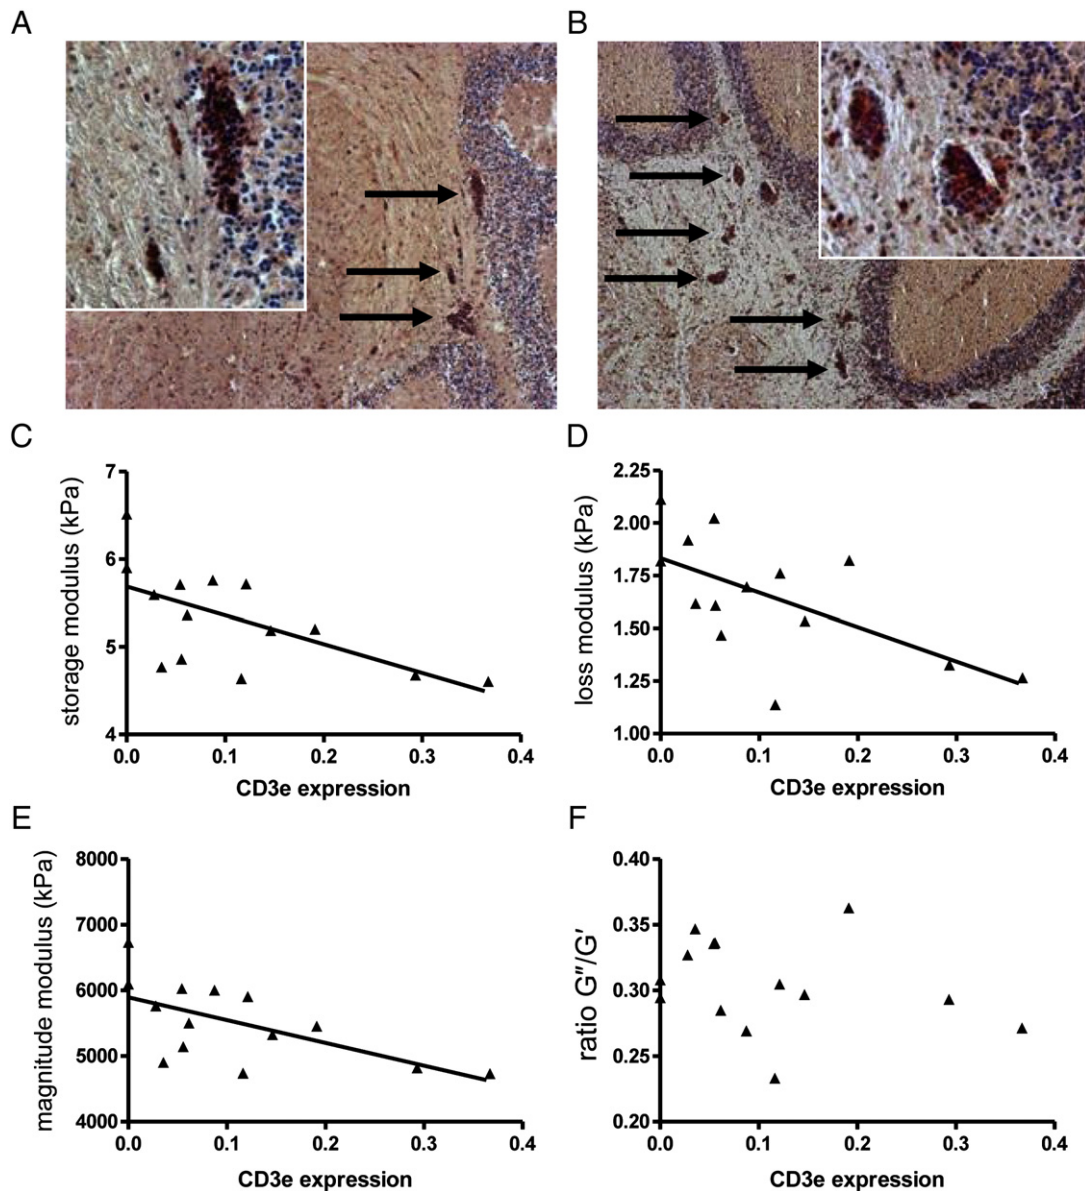 A
B
C
D
7
6
5
4
storage modulus (kPa)
0.0 0.1 0.2 0.3 0.4
CD3e expression
2.25
2.00
1.75
1.50
1.25
1.00
loss modulus (kPa)
0.0 0.1 0.2 0.3 0.4
CD3e expression
E
F
8000
7000
6000
5000
4000
magnitude modulus (kPa)
0.0 0.1 0.2 0.3 0.4
CD3e expression
0.40
0.35
0.30
0.25
0.20
ratio G″/G′
0.0 0.1 0.2 0.3 0.4
CD3e expression